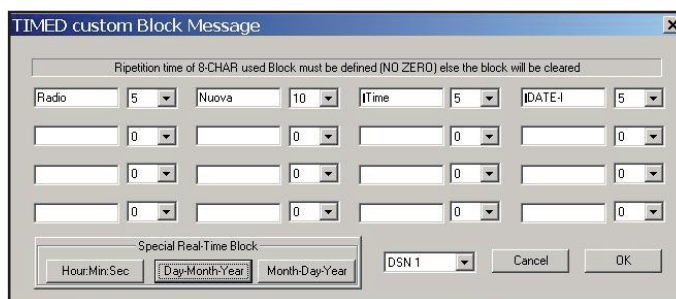 TIMED custom Block Message
Ripetition time of 8-CHAR used Block must be defined (NO ZERO) else the block will be cleared
Radio 5 Nuova 10 |Time 5 |DATE-| 5
0 0 0 0
0 0 0 0
0 0 0 0
Special Real-Time Block
Hour:Min:Sec Day-Month-Year Month-Day-Year DSN 1 Cancel OK